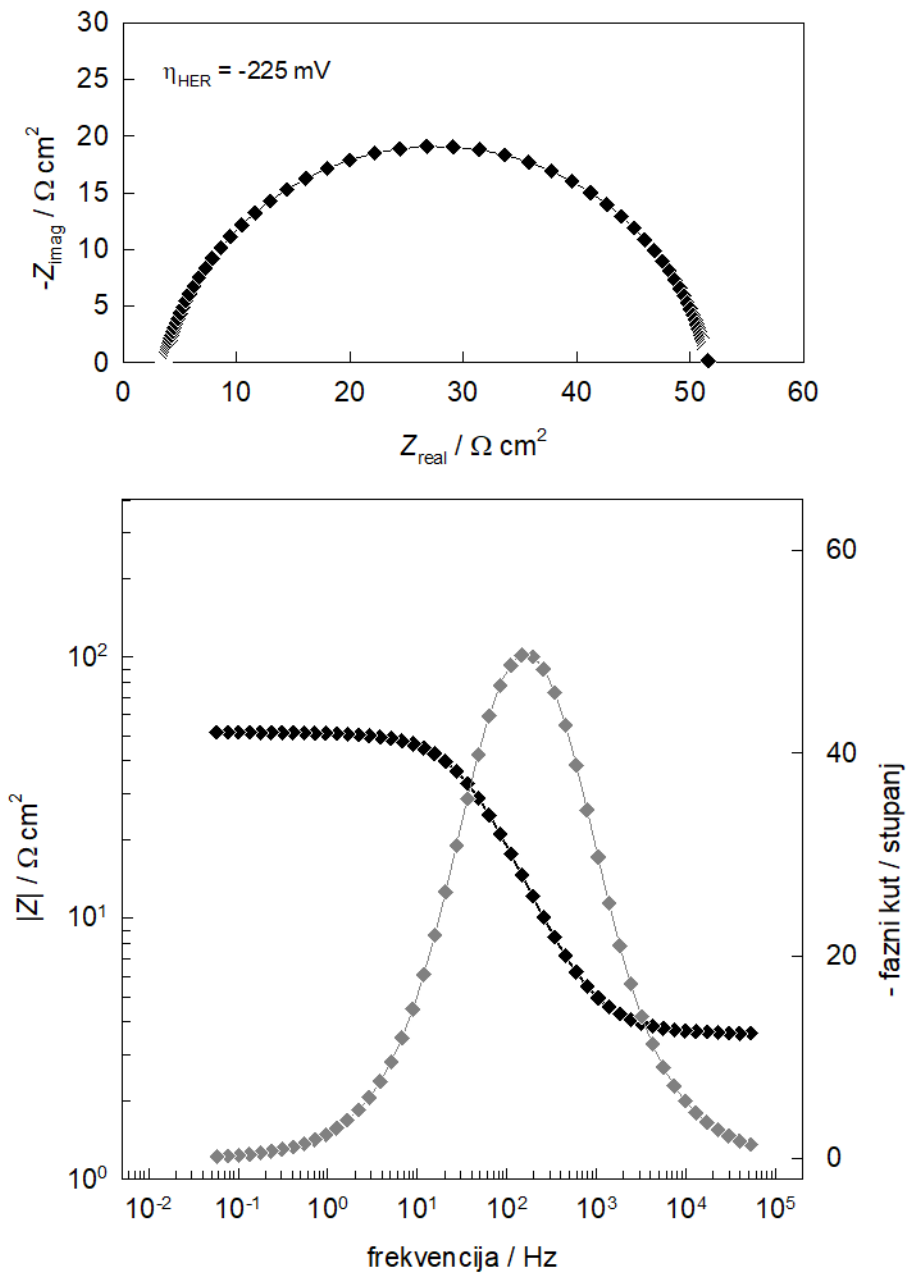 30
η_HER = -225 mV
25
20
15
10
5
0
-Z_imag / Ω cm²
0 10 20 30 40 50 60
Z_real / Ω cm²
10² 10¹ 10⁰
|Z| / Ω cm²
60
40
20
0
- fazni kut / stupanj
10⁻² 10⁻¹ 10⁰ 10¹ 10² 10³ 10⁴ 10⁵
frekvencija / Hz